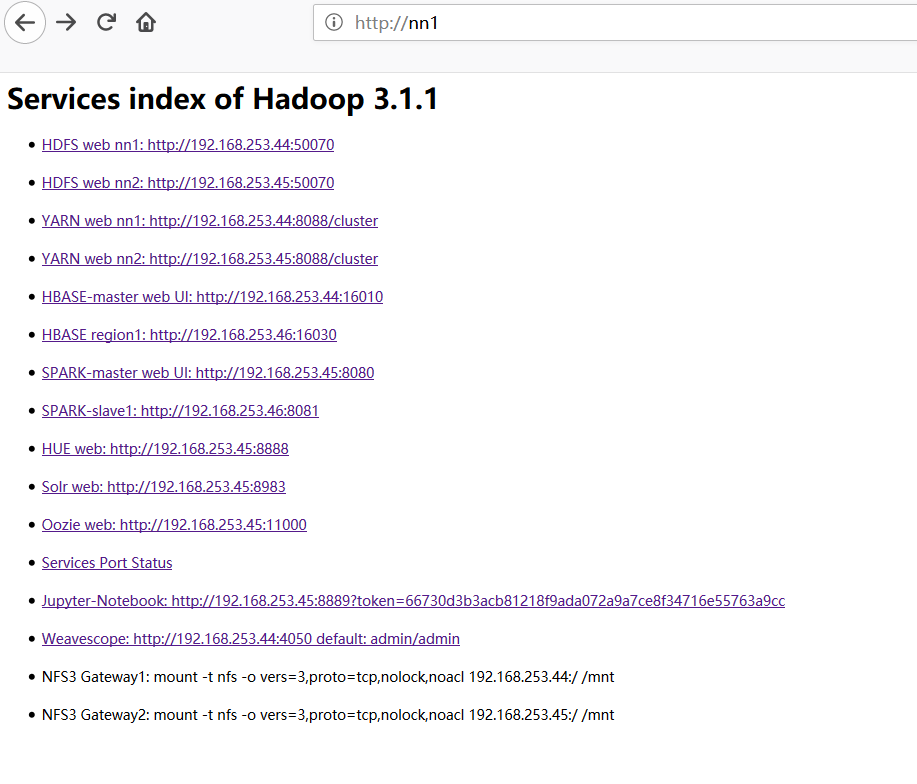 http://nn1
Services index of Hadoop 3.1.1
HDFS web nn1: http://192.168.253.44:50070
HDFS web nn2: http://192.168.253.45:50070
YARN web nn1: http://192.168.253.44:8088/cluster
YARN web nn2: http://192.168.253.45:8088/cluster
HBASE-master web UI: http://192.168.253.44:16010
HBASE region1: http://192.168.253.46:16030
SPARK-master web UI: http://192.168.253.45:8080
SPARK-slave1: http://192.168.253.46:8081
HUE web: http://192.168.253.45:8888
Solr web: http://192.168.253.45:8983
Oozie web: http://192.168.253.45:11000
Services Port Status
Jupyter-Notebook: http://192.168.253.45:8889?token=66730d3b3acb81218f9ada072a9a7ce8f34716e55763a9cc
Weavescope: http://192.168.253.44:4050 default: admin/admin
NFS3 Gateway1: mount -t nfs -o vers=3,proto=tcp,nolock,noacl 192.168.253.44:/ /mnt
NFS3 Gateway2: mount -t nfs -o vers=3,proto=tcp,nolock,noacl 192.168.253.45:/ /mnt